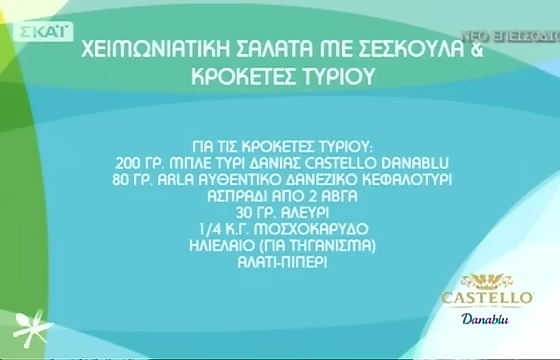 ΣΚΑΪ
ΝΕΟ ΕΠΕΙΣΟΔΙΟ
ΧΕΙΜΩΝΙΑΤΙΚΗ ΣΑΛΑΤΑ ΜΕ ΣΕΣΚΟΥΛΑ &
ΚΡΟΚΕΤΕΣ ΤΥΡΙΟΥ
ΓΙΑ ΤΙΣ ΚΡΟΚΕΤΕΣ ΤΥΡΙΟΥ:
200 ΓΡ. ΜΠΛΕ ΤΥΡΙ ΔΑΝΙΑΣ CASTELLO DANABLU
80 ΓΡ. ARLA ΑΥΘΕΝΤΙΚΟ ΔΑΝΕΖΙΚΟ ΚΕΦΑΛΟΤΥΡΙ
ΑΣΠΡΑΔΙ ΑΠΟ 2 ΑΒΓΑ
30 ΓΡ. ΑΛΕΥΡΙ
1/4 Κ.Γ. ΜΟΣΧΟΚΑΡΥΔΟ
ΗΛΙΕΛΑΙΟ (ΓΙΑ ΤΗΓΑΝΙΣΜΑ)
ΑΛΑΤΙ-ΠΙΠΕΡΙ
CASTELLO
Danablu